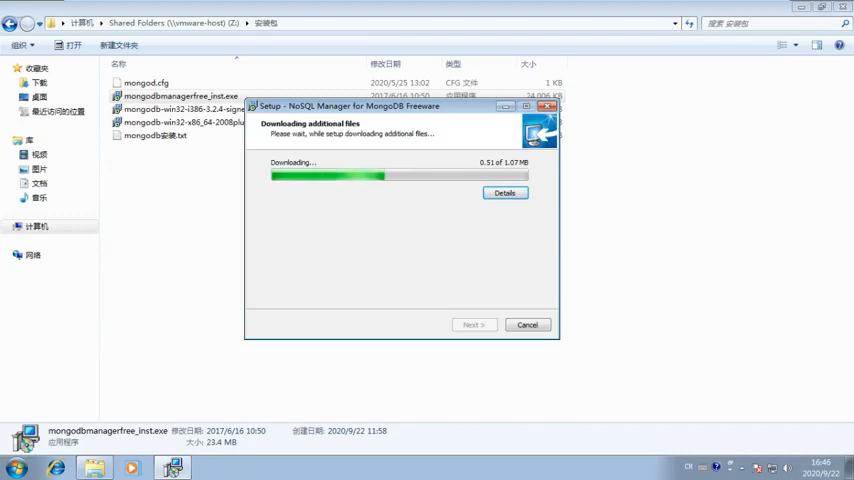 计算机 ▸ Shared Folders (\\vmware-host) (Z:) ▸ 安装包
搜索 安装包
组织 打开 新建文件夹
名称 修改日期 类型 大小
收藏夹
下载
桌面
最近访问的位置
库
视频
图片
文档
音乐
计算机
网络
mongod.cfg 2020/5/25 13:02 CFG 文件 1 KB
mongodbmanagerfree_inst.exe 2017/6/16 10:50 应用程序 24,006 KB
mongodb-win32-i386-3.2.4-signe
mongodb-win32-x86_64-2008plu
mongodb安装.txt
Setup - NoSQL Manager for MongoDB Freeware
Downloading additional files
Please wait, while setup downloading additional files...
Downloading... 0.51 of 1.07 MB
Details
Next > Cancel
mongodbmanagerfree_inst.exe 修改日期: 2017/6/16 10:50 创建日期: 2020/9/22 11:58
应用程序 大小: 23.4 MB
CH 16:46
2020/9/22